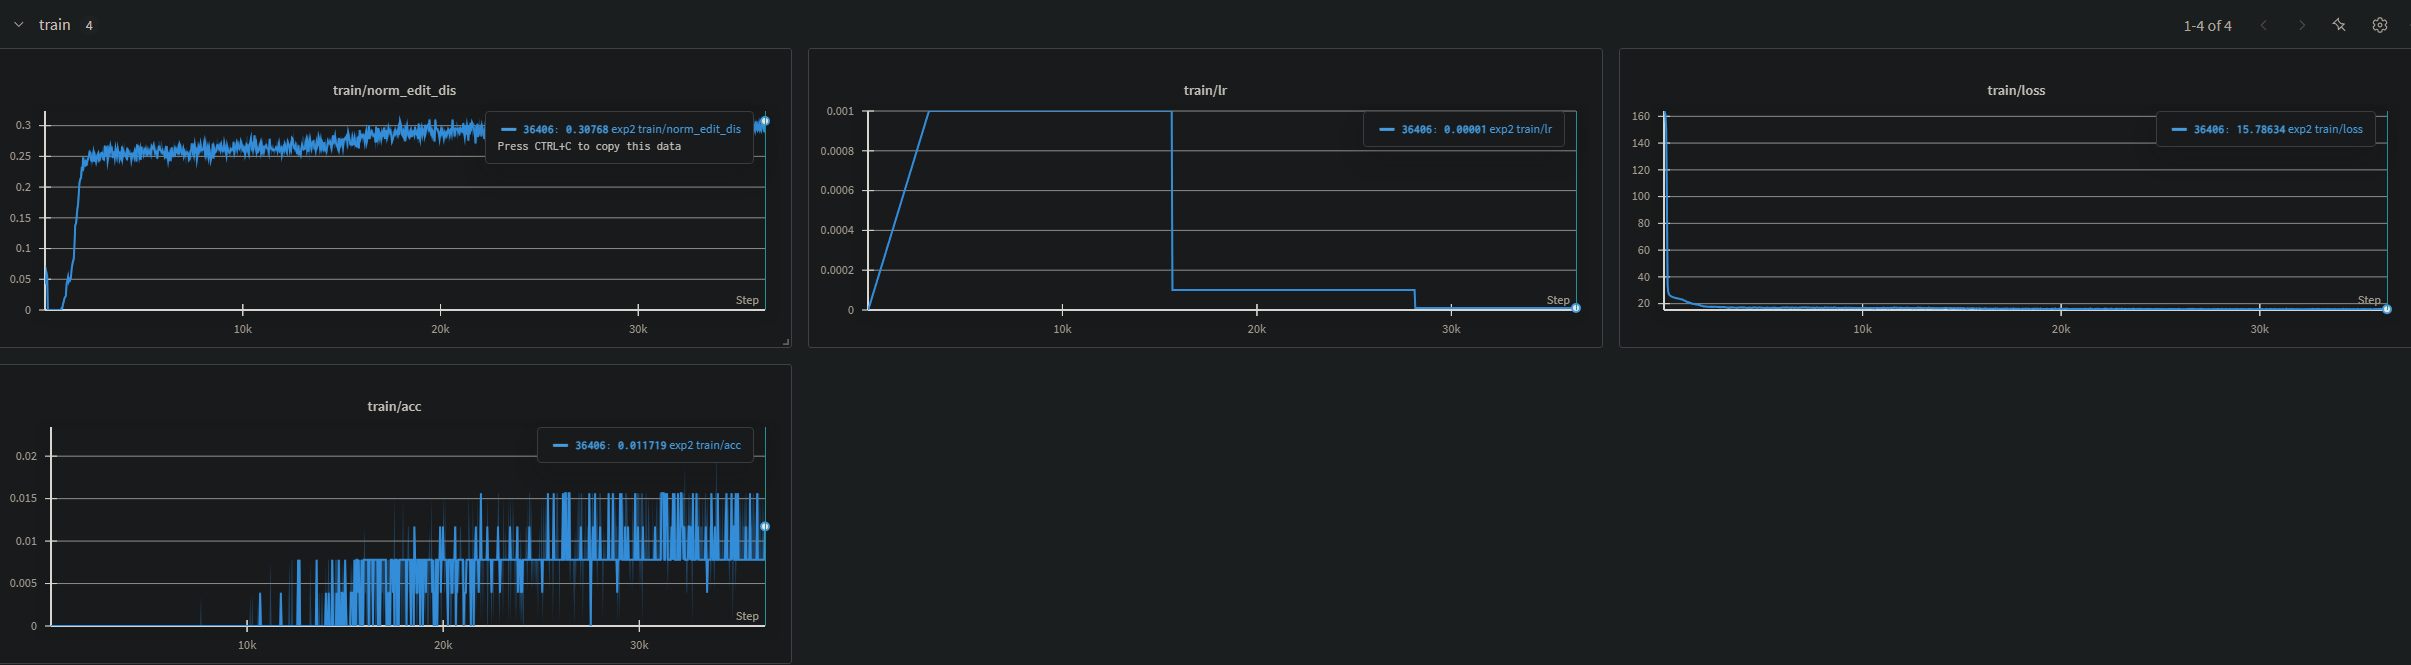 train 4
1-4 of 4
train/norm_edit_dis
0.3
0.25
0.2
0.15
0.1
0.05
0
10k
20k
30k
Step
36406: 0.30768 exp2 train/norm_edit_dis
Press CTRL+C to copy this data
train/lr
0.001
0.0008
0.0006
0.0004
0.0002
0
10k
20k
30k
Step
36406: 0.00001 exp2 train/lr
train/loss
160
140
120
100
80
60
40
20
10k
20k
30k
Step
36406: 15.78634 exp2 train/loss
train/acc
0.02
0.015
0.01
0.005
0
10k
20k
30k
Step
36406: 0.011719 exp2 train/acc